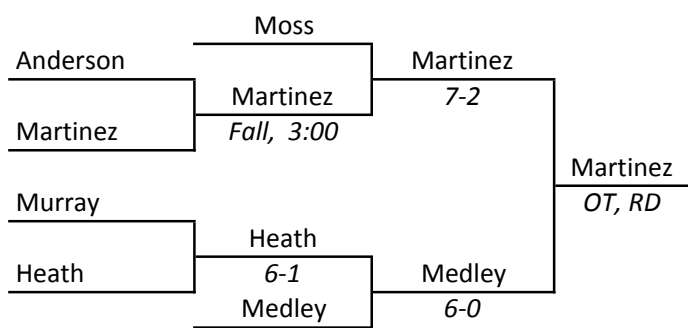 Moss
Anderson
Martinez
Martinez
7-2
Martinez
Fall, 3:00
Martinez
OT, RD
Murray
Heath
Heath
6-1
Medley
6-0
Medley